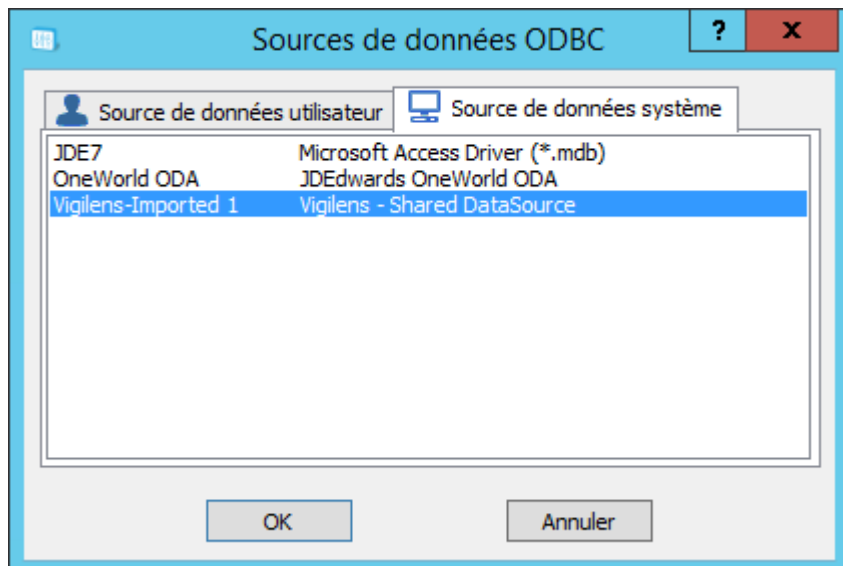 Sources de données ODBC
? x
Source de données utilisateur Source de données système
JDE7 Microsoft Access Driver (*.mdb)
OneWorld ODA JDEdwards OneWorld ODA
Vigilens-Imported 1 Vigilens - Shared DataSource
OK Annuler